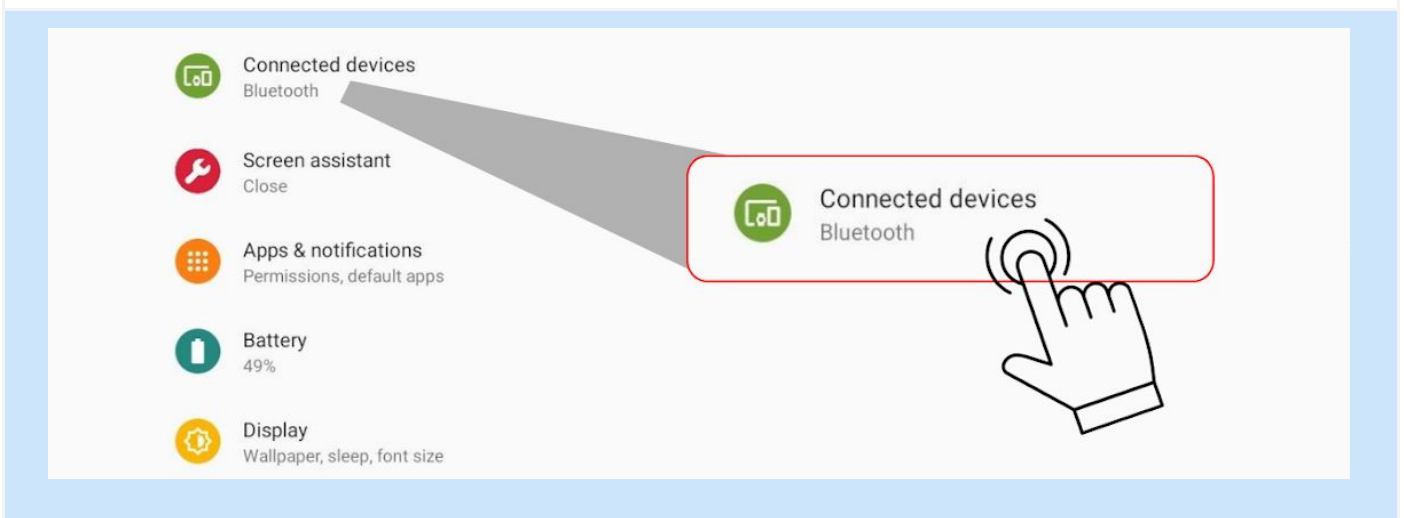 Connected devices
Bluetooth
Screen assistant
Close
Apps & notifications
Permissions, default apps
Battery
49%
Display
Wallpaper, sleep, font size
Connected devices
Bluetooth